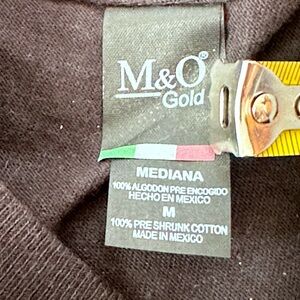 M&O®
Gold
MEDIANA
100% ALGODON PRE ENCOGIDO
HECHO EN MEXICO
M
100% PRE SHRUNK COTTON
MADE IN MEXICO